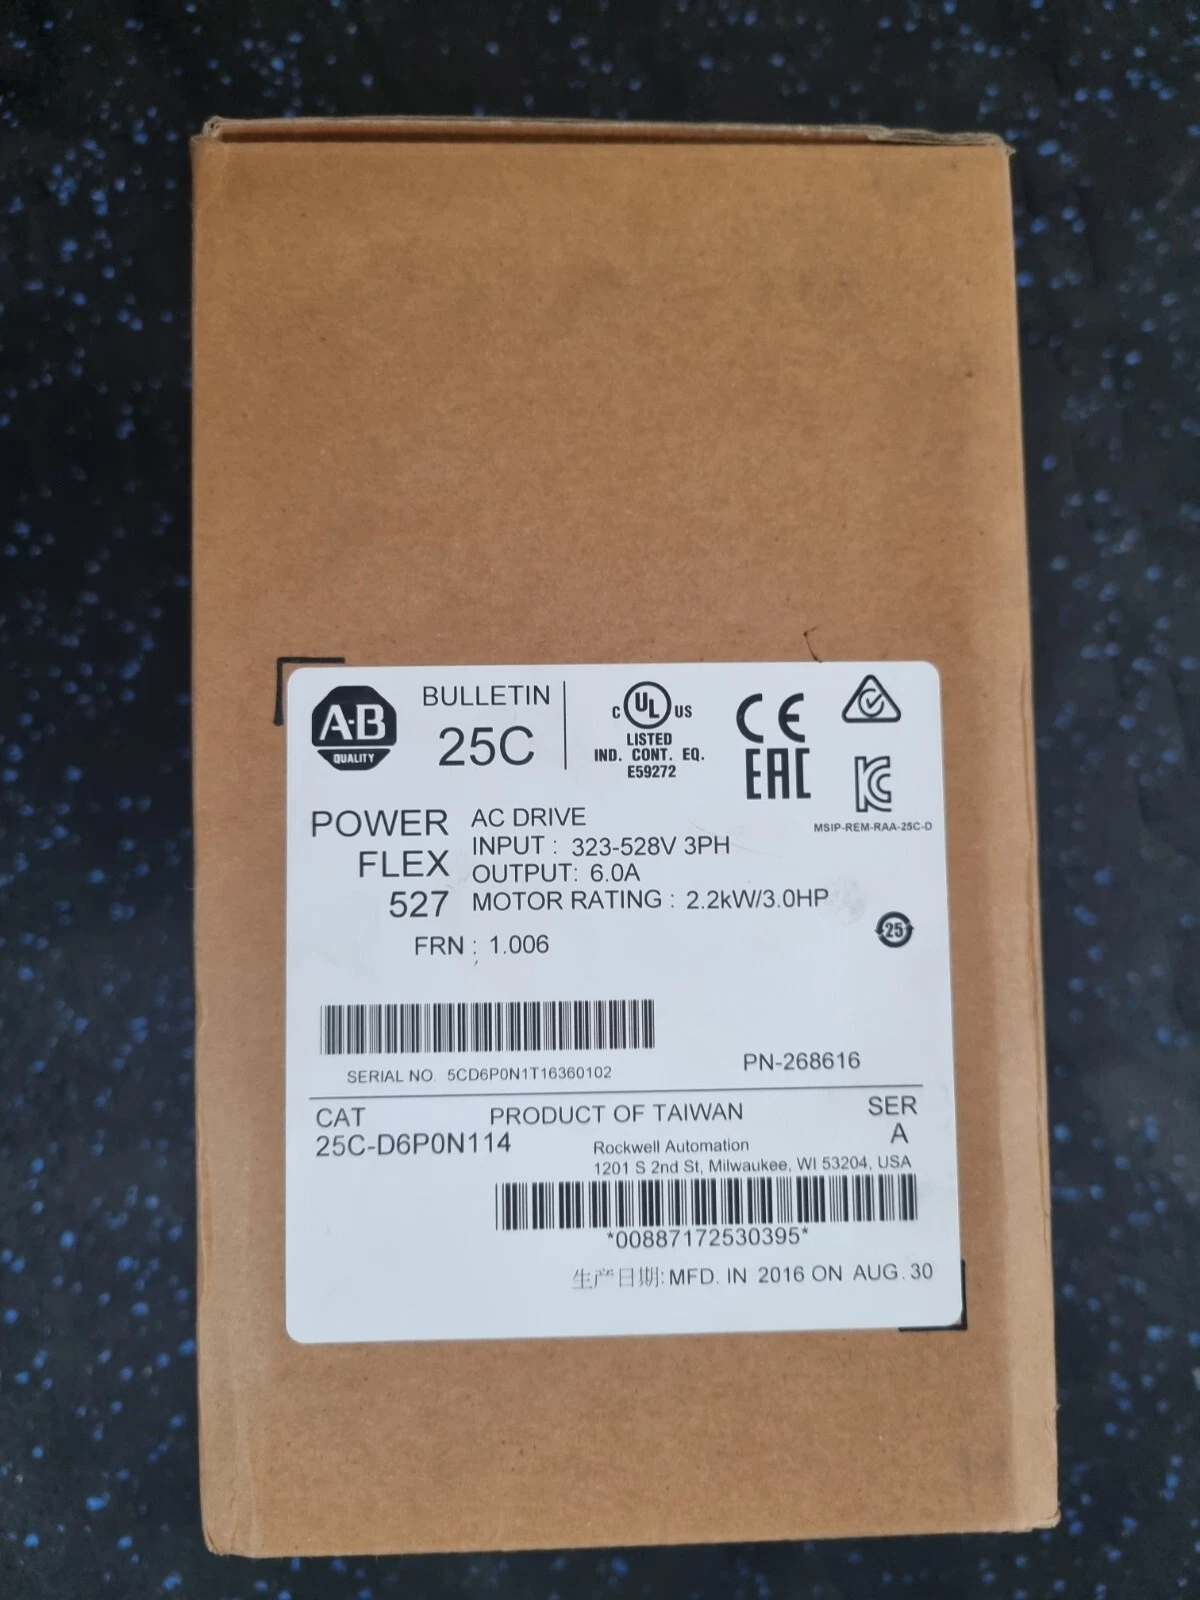 A-B
QUALITY
BULLETIN
25C
C UL US
LISTED
IND. CONT. EQ.
E59272
CE
EAC
KC
MSIP-REM-RAA-25C-D
POWER
FLEX
527
AC DRIVE
INPUT : 323-528V 3PH
OUTPUT: 6.0A
MOTOR RATING : 2.2kW/3.0HP
FRN : 1.006
25
SERIAL NO. 5CD6P0N1T16360102
PN-268616
CAT
25C-D6P0N114
PRODUCT OF TAIWAN
SER
A
Rockwell Automation
1201 S 2nd St, Milwaukee, WI 53204, USA
*00887172530395*
生产日期: MFD. IN 2016 ON AUG. 30